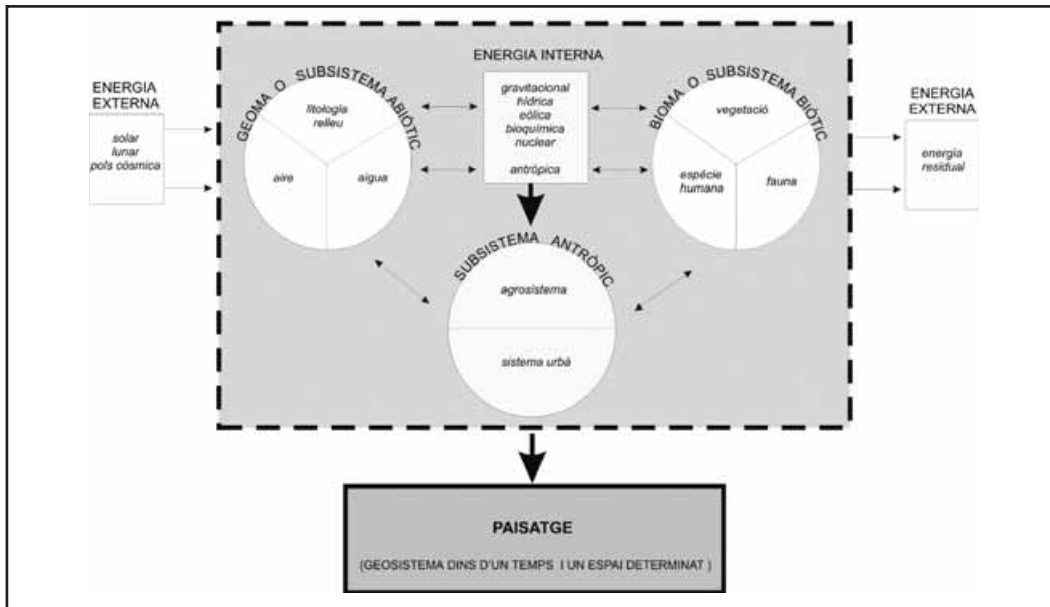 ENERGIA
EXTERNA
solar
lunar
pols còsmica
GEOMA O SUBSISTEMA ABIÒTIC
litologia
relleu
aire
aigua
ENERGIA INTERNA
gravitacional
hídrica
eòlica
bioquímica
nuclear
antròpica
BIOMA O SUBSISTEMA BIÒTIC
vegetació
espècie
humana
fauna
ENERGIA
EXTERNA
energia
residual
SUBSISTEMA ANTRÒPIC
agrosistema
sistema urbà
PAISATGE
(GEOSISTEMA DINS D'UN TEMPS I UN ESPAI DETERMINAT )